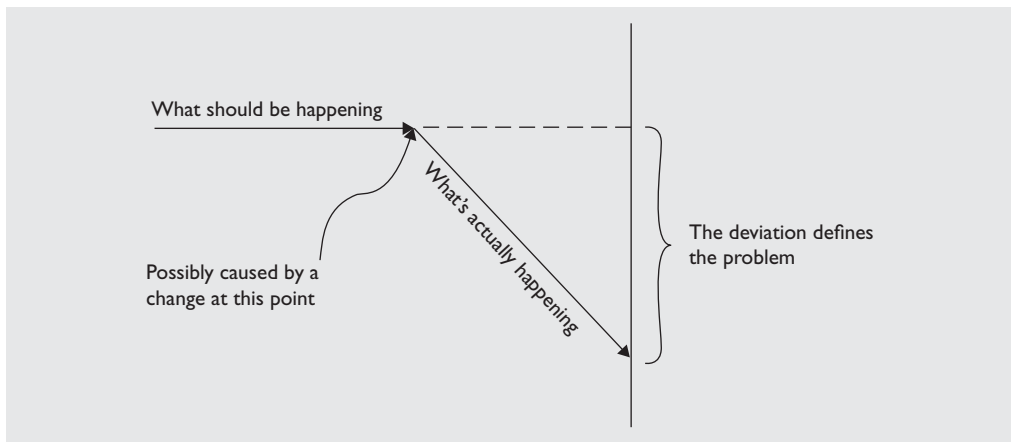 What should be happening
What's actually happening
Possibly caused by a
change at this point
The deviation defines
the problem